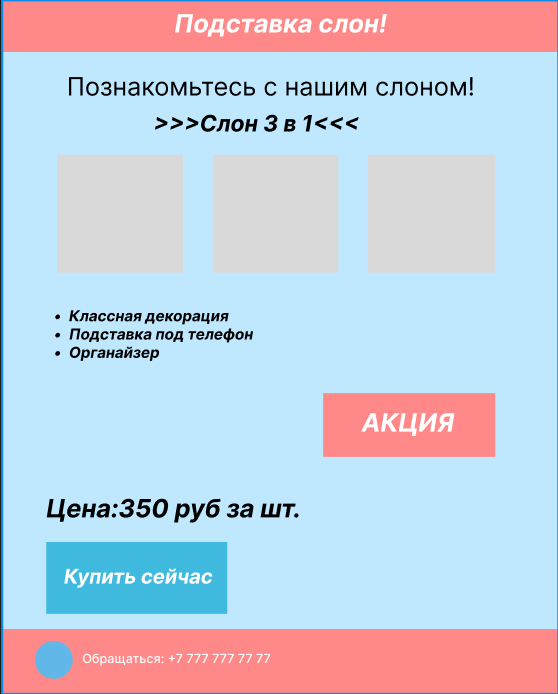 Подставка слон!
Познакомьтесь с нашим слоном!
>>>Слон 3 в 1<<<
• Классная декорация
• Подставка под телефон
• Органайзер
АКЦИЯ
Цена:350 руб за шт.
Купить сейчас
Обращаться: +7 777 777 77 77